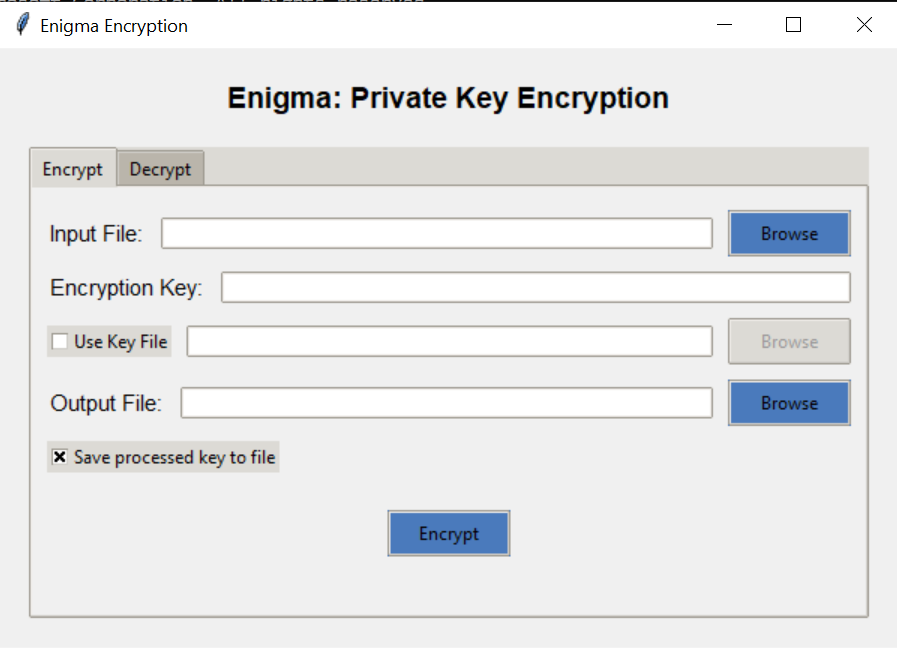 Enigma Encryption
Enigma: Private Key Encryption
Encrypt Decrypt
Input File: Browse
Encryption Key:
Use Key File Browse
Output File: Browse
Save processed key to file
Encrypt